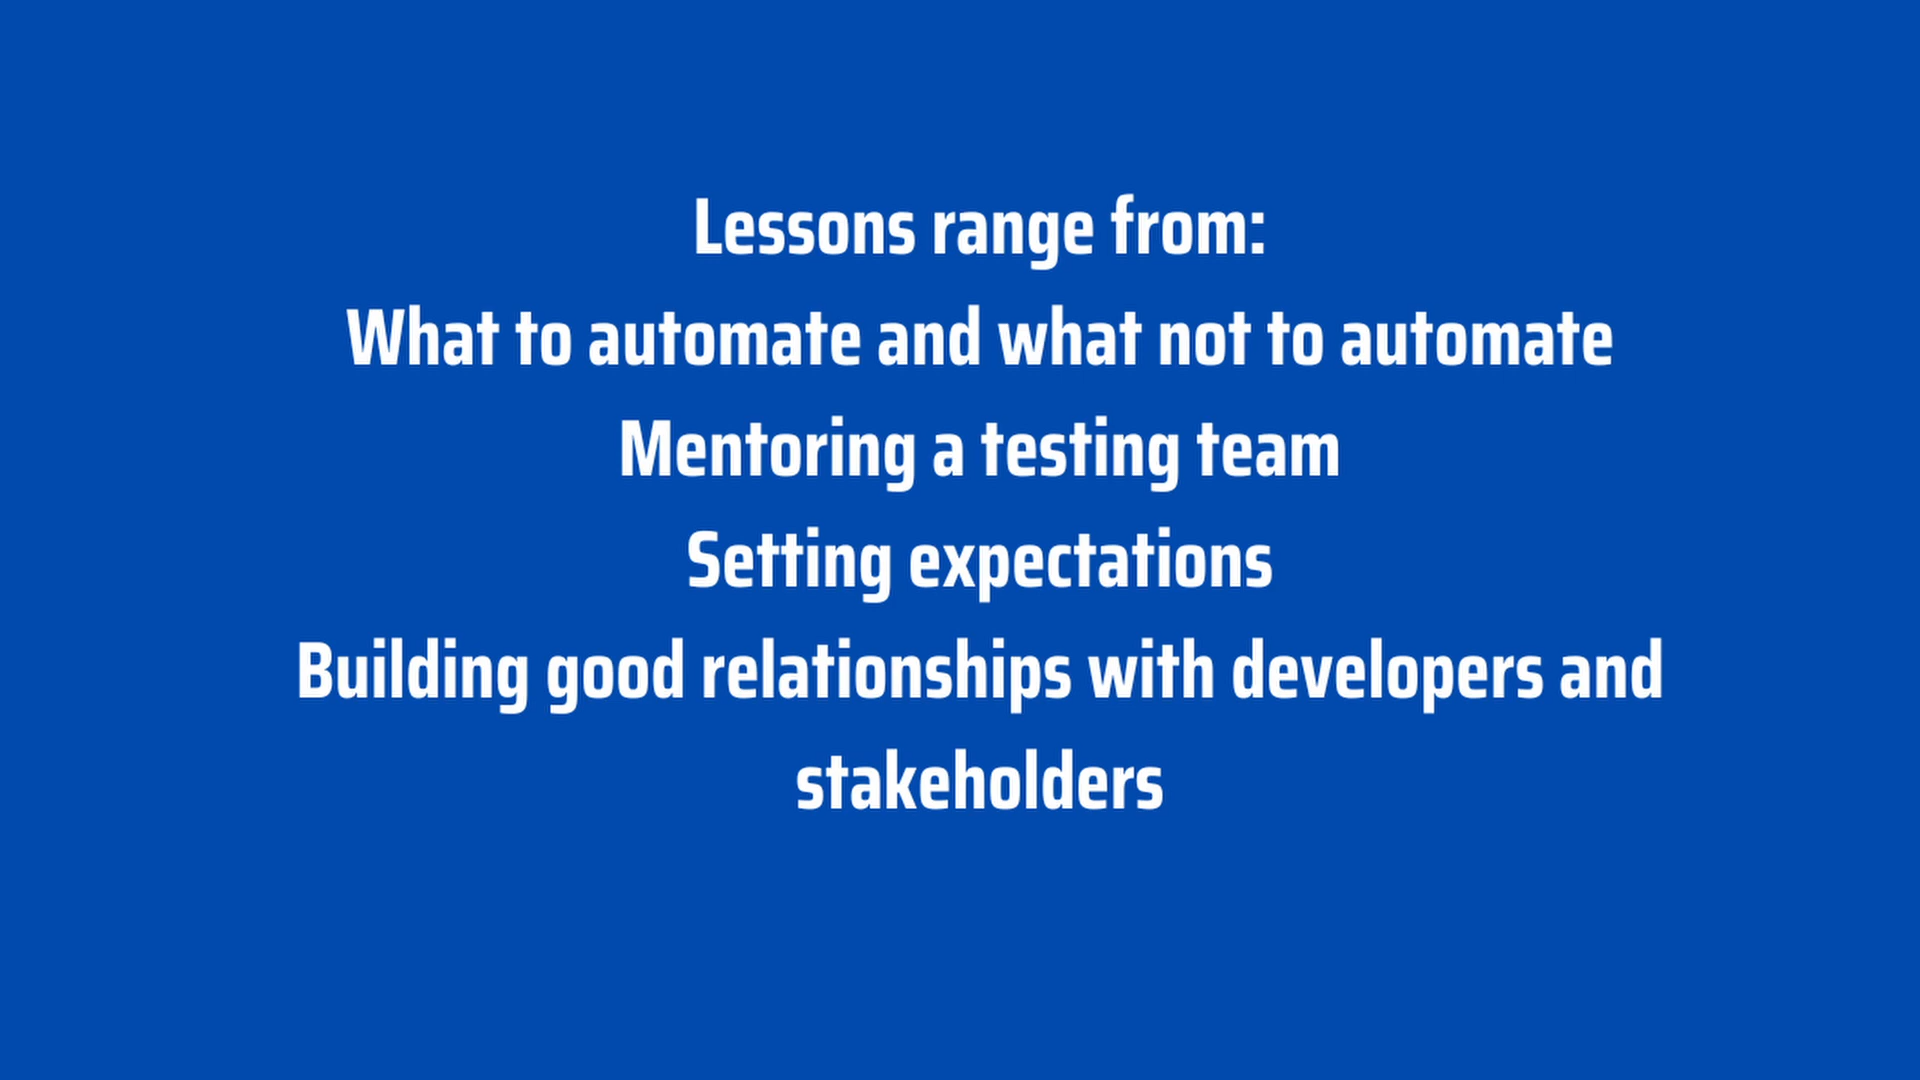 Lessons range from:
What to automate and what not to automate
Mentoring a testing team
Setting expectations
Building good relationships with developers and
stakeholders